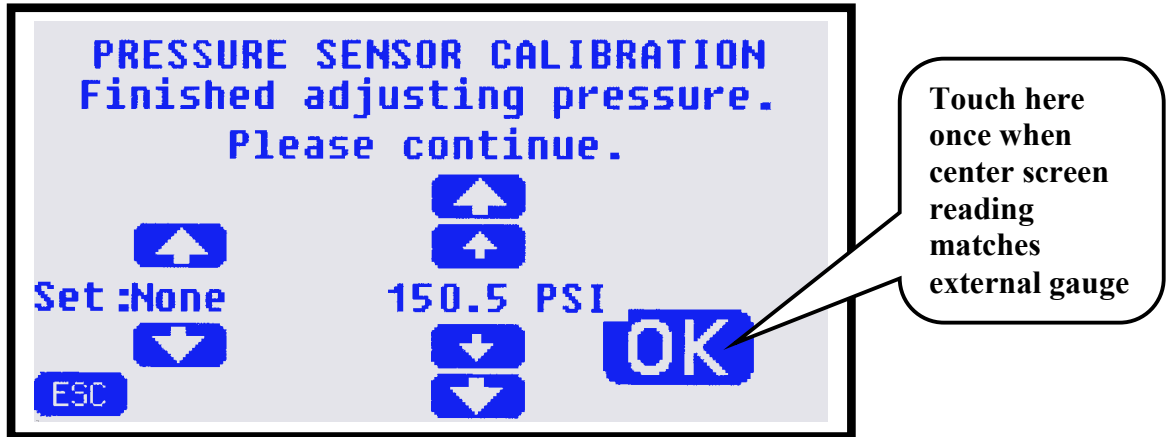 PRESSURE SENSOR CALIBRATION
Finished adjusting pressure.
Please continue.
Set:None
150.5 PSI
OK
ESC
Touch here
once when
center screen
reading
matches
external gauge